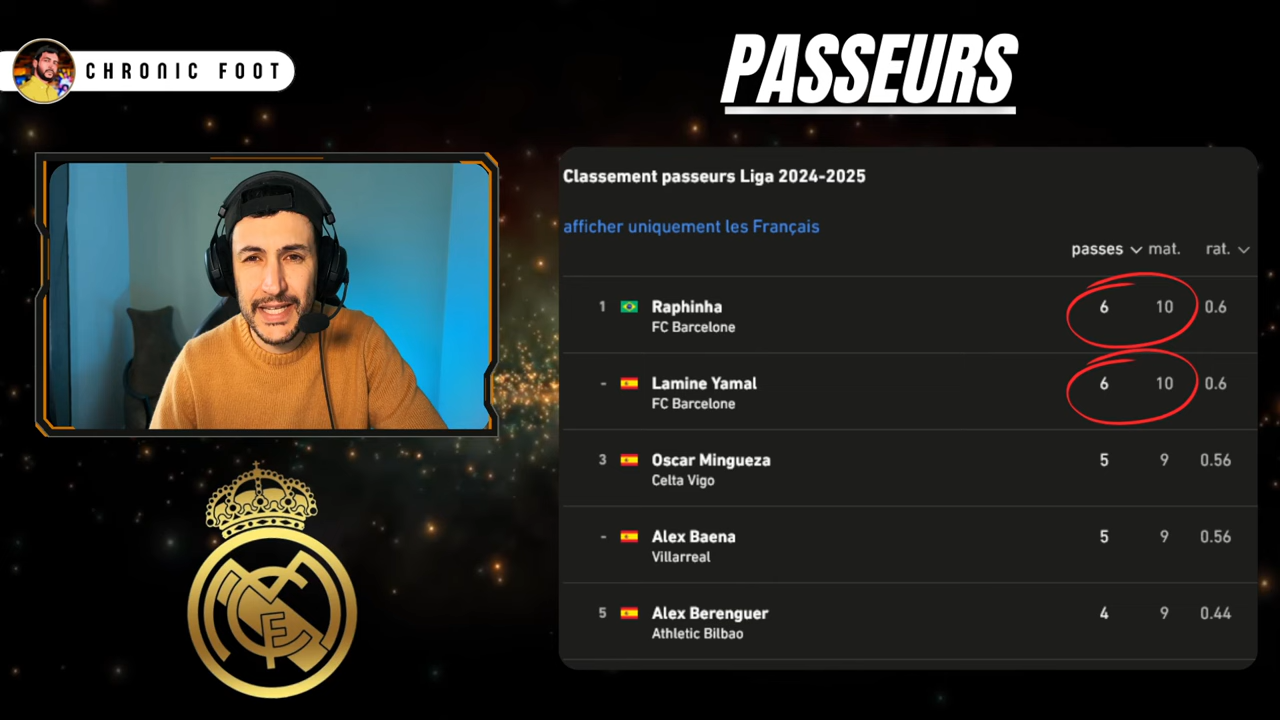 CHRONIC FOOT
PASSEURS
Classement passeurs Liga 2024-2025
afficher uniquement les Français
passes mat. rat.
1 Raphinha 6 10 0.6
FC Barcelone
- Lamine Yamal 6 10 0.6
FC Barcelone
3 Oscar Mingueza 5 9 0.56
Celta Vigo
- Alex Baena 5 9 0.56
Villarreal
5 Alex Berenguer 4 9 0.44
Athletic Bilbao